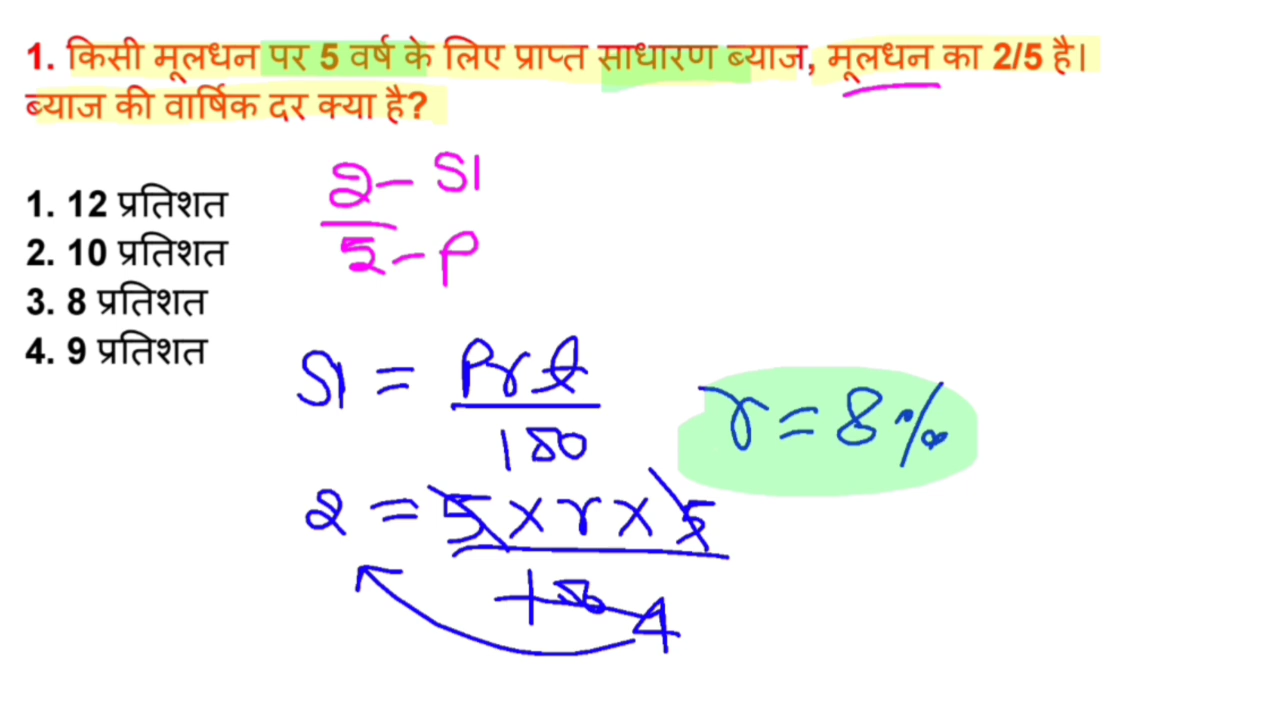 1. किसी मूलधन पर 5 वर्ष के लिए प्राप्त साधारण ब्याज, मूलधन का 2/5 है।
ब्याज की वार्षिक दर क्या है?
1. 12 प्रतिशत
2. 10 प्रतिशत
3. 8 प्रतिशत
4. 9 प्रतिशत
2 - SI
5 - P
SI = Prt
100
r = 8%
2 = 5 × r × 5
100 4